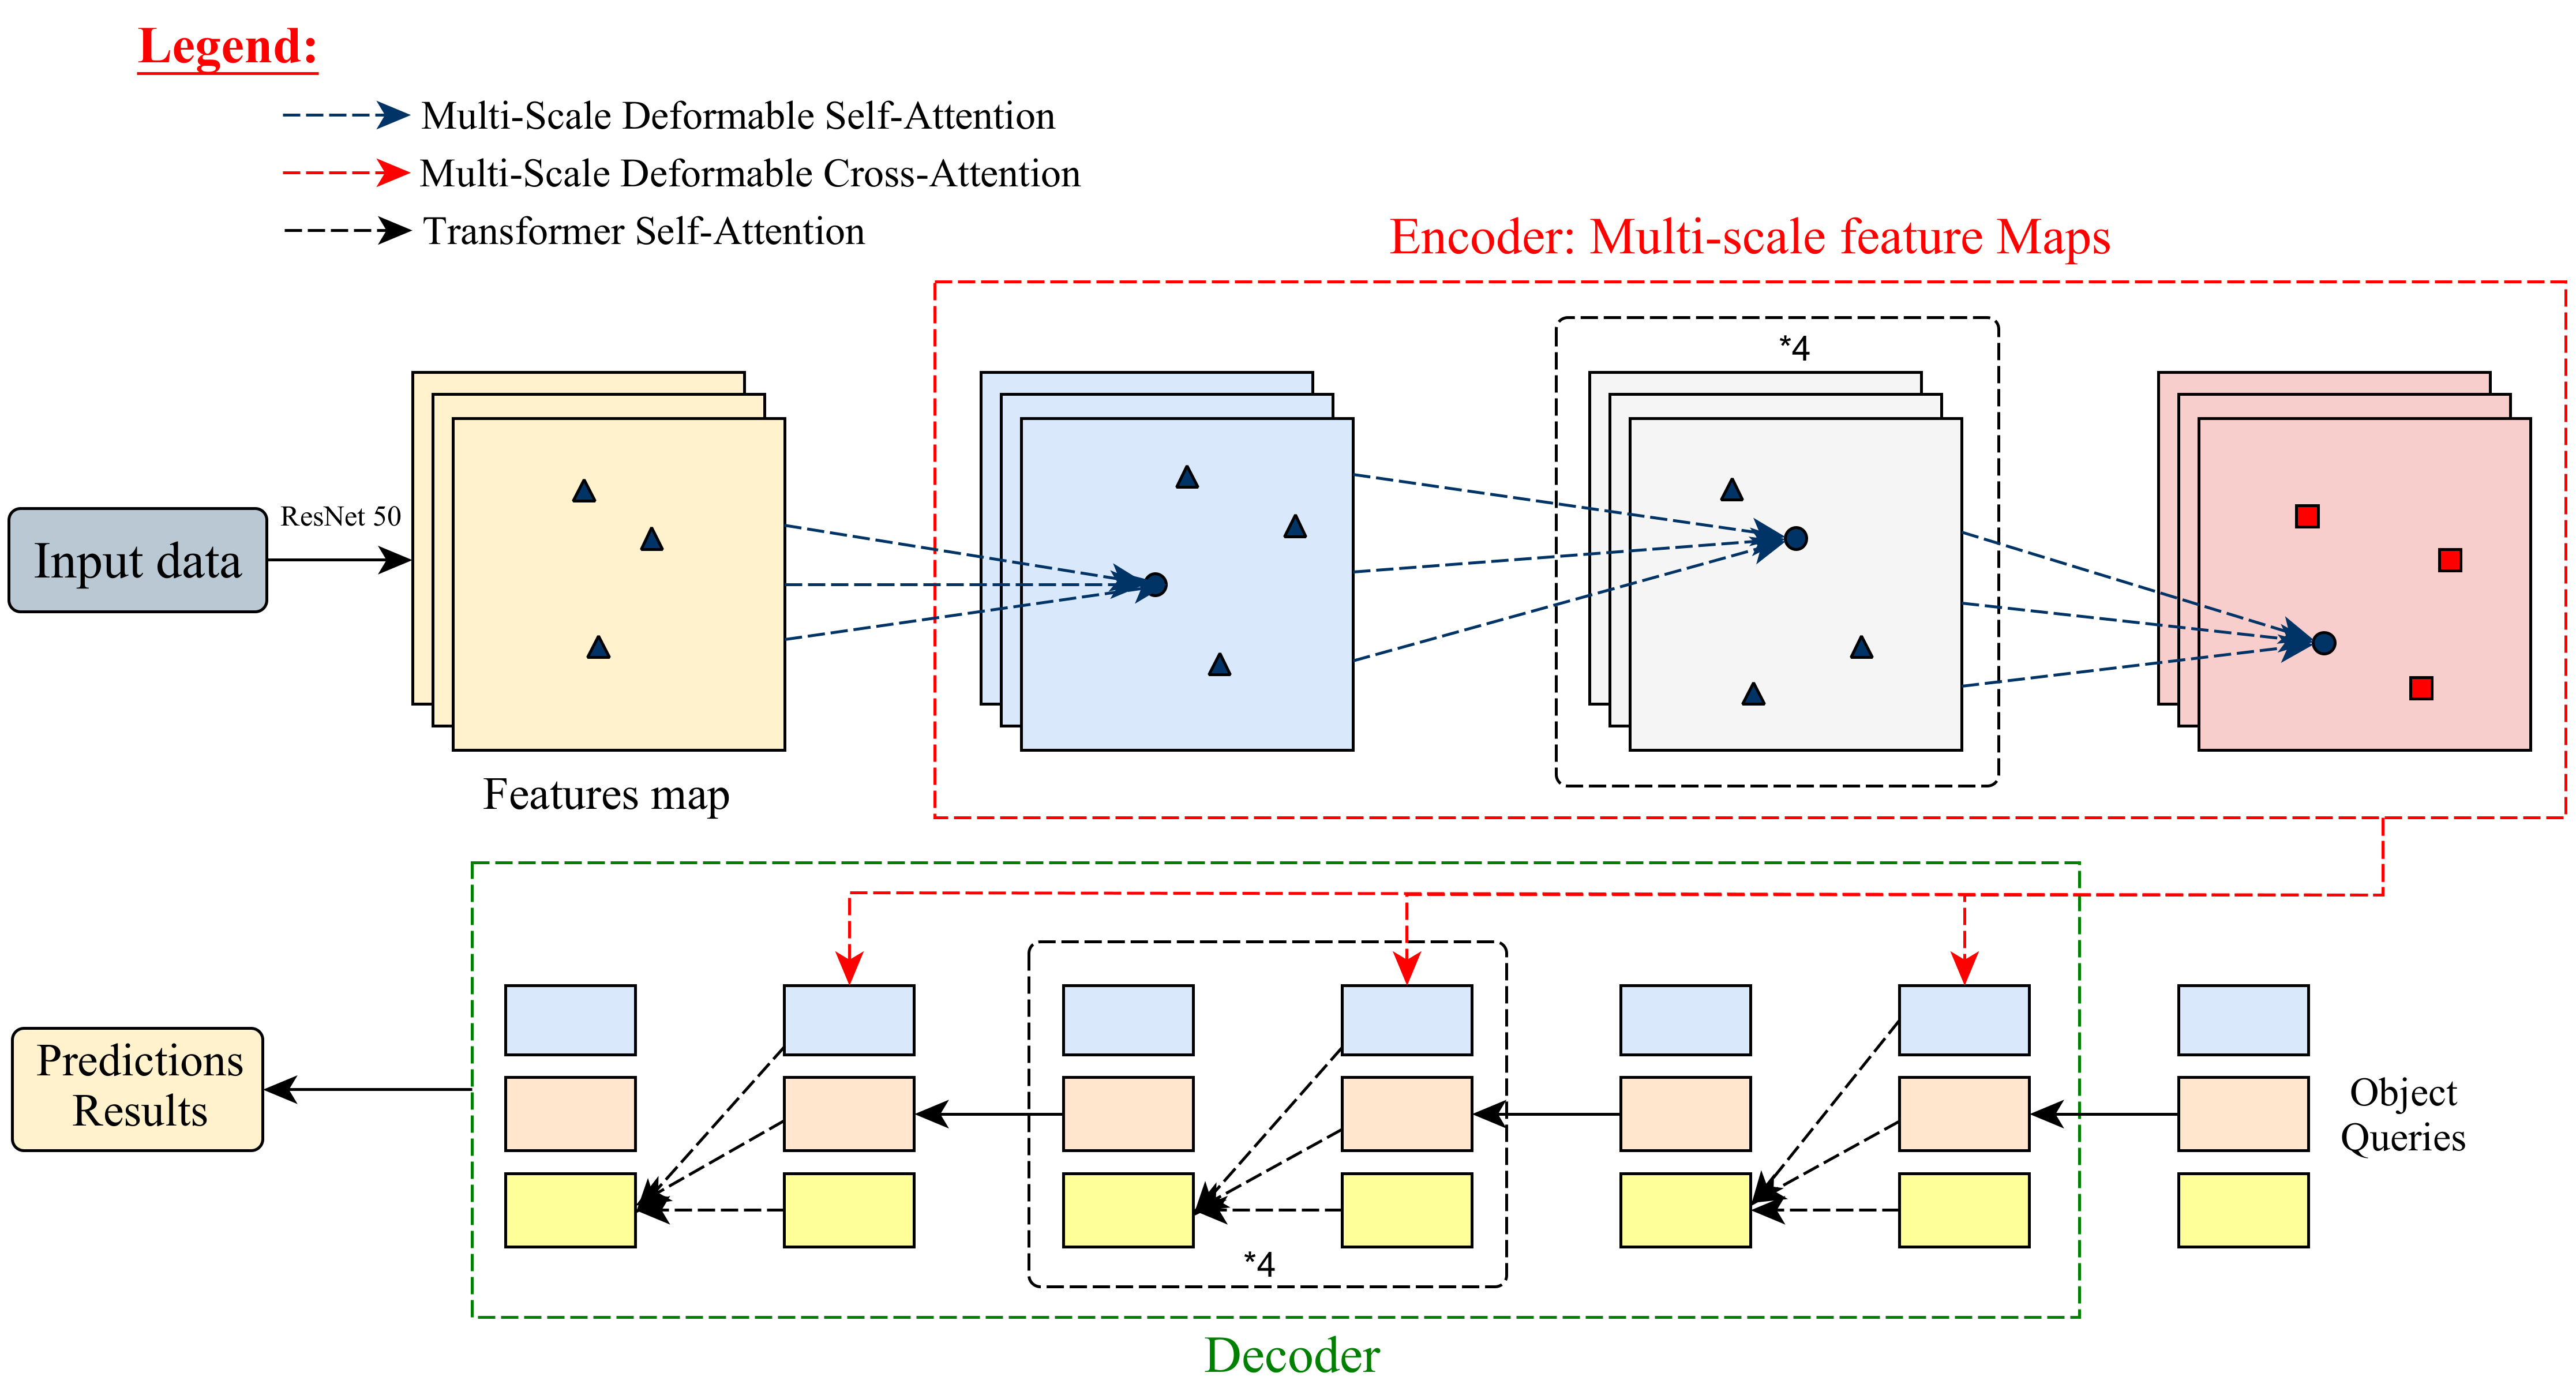 Legend:
Multi-Scale Deformable Self-Attention
Multi-Scale Deformable Cross-Attention
Transformer Self-Attention
Encoder: Multi-scale feature Maps
*4
Input data
ResNet 50
Features map
Predictions
Results
Object
Queries
*4
Decoder